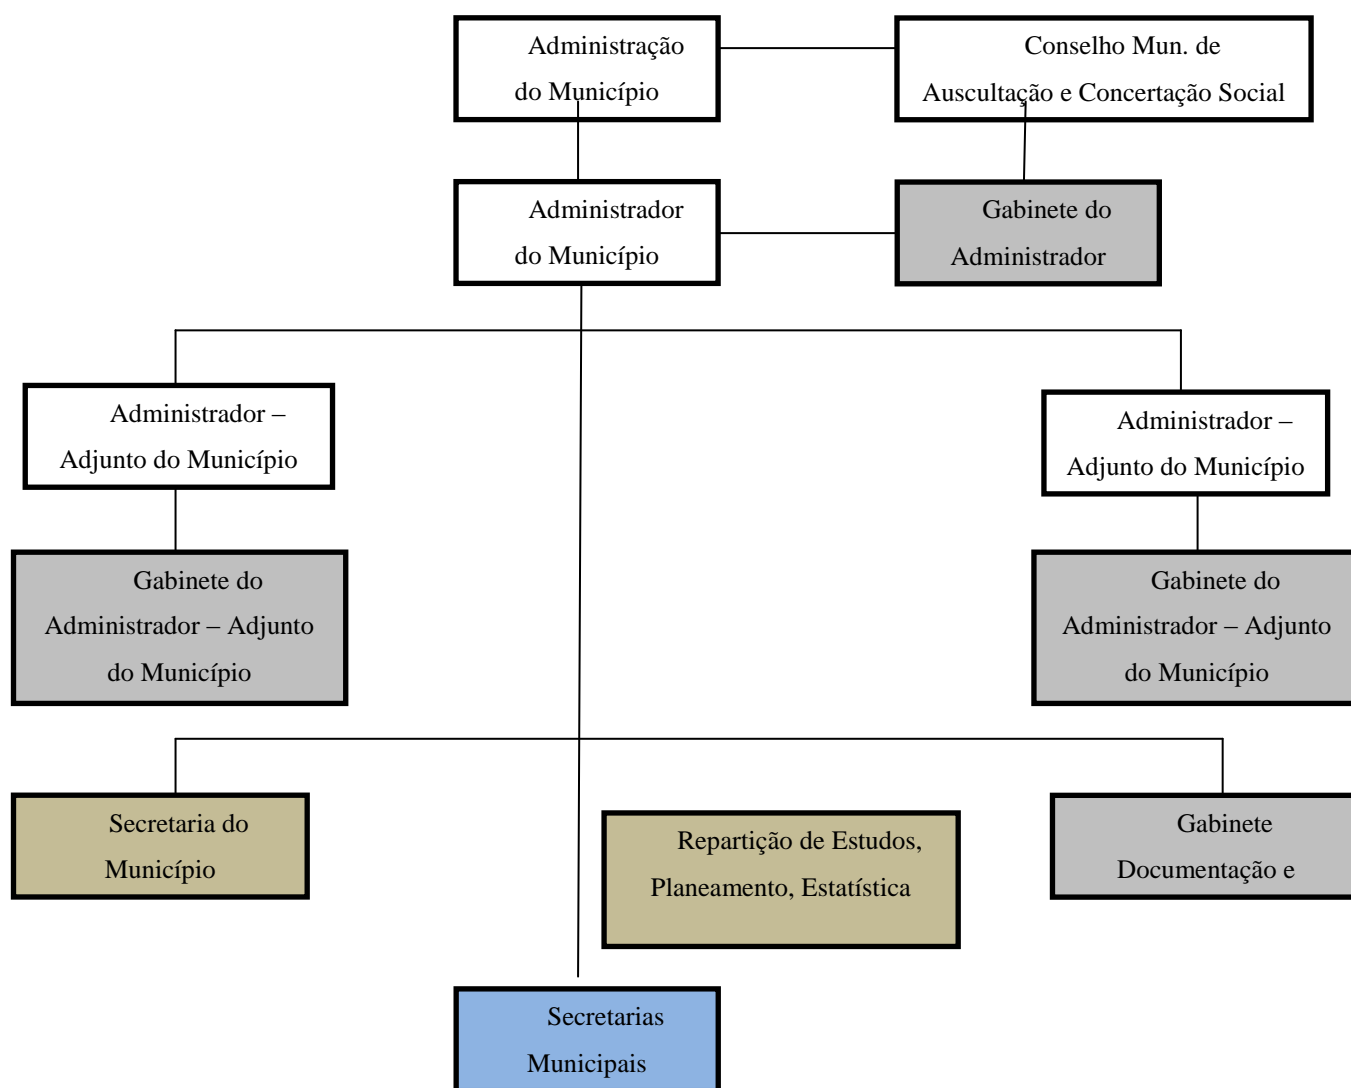 Administração
do Município
Conselho Mun. de
Auscultação e Concertação Social
Administrador
do Município
Gabinete do
Administrador
Administrador –
Adjunto do Município
Administrador –
Adjunto do Município
Gabinete do
Administrador – Adjunto
do Município
Gabinete do
Administrador – Adjunto
do Município
Secretaria do
Município
Repartição de Estudos,
Planeamento, Estatística
Gabinete
Documentação e
Secretarias
Municipais